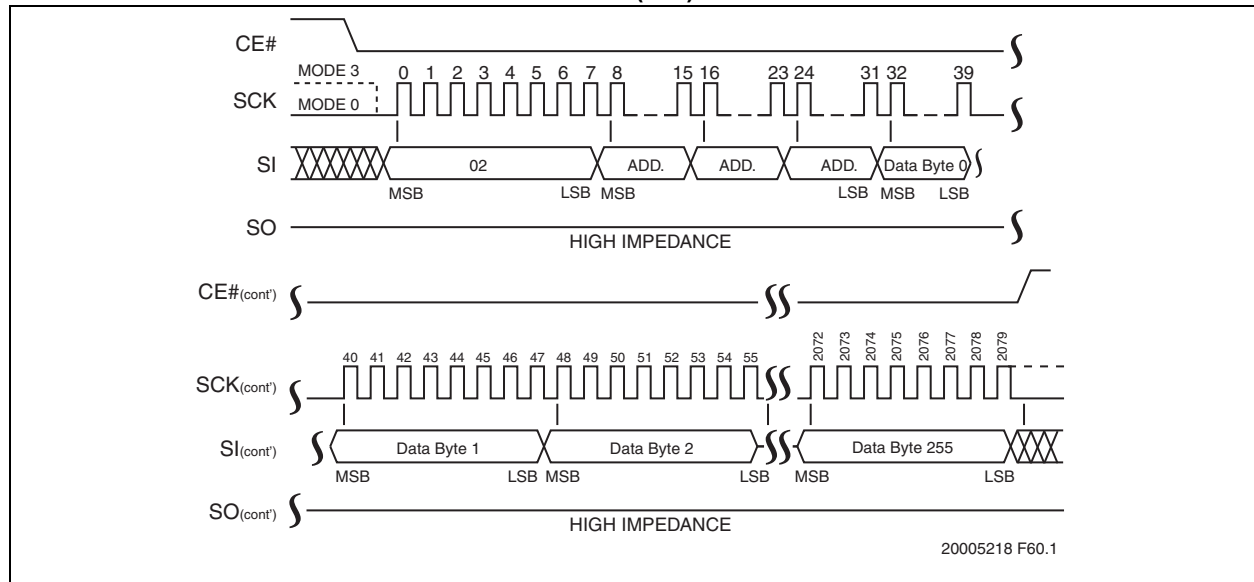 CE#
MODE 3
0 1 2 3 4 5 6 7 8 15 16 23 24 31 32 39
SCK
MODE 0
SI
02 ADD. ADD. ADD. Data Byte 0
MSB LSB MSB LSB MSB LSB
SO
HIGH IMPEDANCE
CE#(cont')
40 41 42 43 44 45 46 47 48 49 50 51 52 53 54 55 2072 2073 2074 2075 2076 2077 2078 2079
SCK(cont')
SI(cont') Data Byte 1 Data Byte 2 Data Byte 255
MSB LSB MSB LSB MSB LSB
SO(cont')
HIGH IMPEDANCE
20005218 F60.1